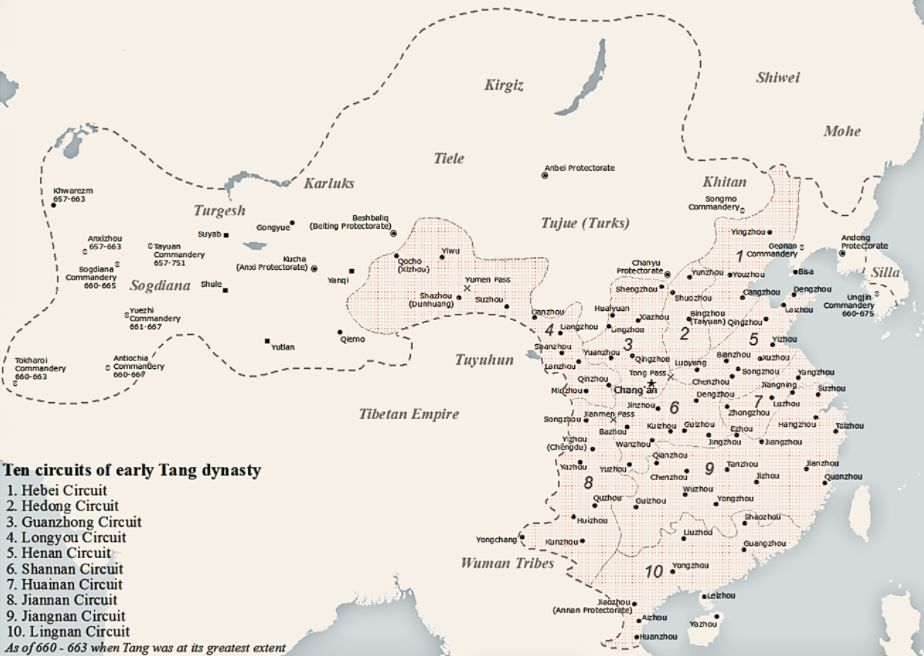 Shiwei
Kirgiz
Mohe
Tiele
Anbei Protectorate
Karluks
Khitan
Khwarezm
657-663
Songmo
Commandery
Turgesh
Beshbaliq
(Beiting Protectorate)
Tujue (Turks)
Gongyue
Suyab
Yingzhou
Anxizhou
657-663
Tayuan
Commandery
657-751
Andong
Protectorate
1
Commandery
Yiwu
Qocho
(Xizhou)
Kucha
(Anxi Protectorate)
Sogdiana
Commandery
660-665
Chanyu
Protectorate
Bisa
Silla
Yunzhou
Youzhou
Yanqi
Yumen Pass
Sogdiana
Shule
Shengzhou
Shuozhou
Cangzhou
Dengzhou
Shazhou
(Dunhuang)
Suzhou
Ungjin
Commandery
660-675
Yuezhi
Commandery
661-667
Ganzhou
Xiazhou
Bingzhou
(Taiyuan)
Qingzhou
4
Liangzhou
2
5
Qiemo
Yutian
3
Yizhou
Shanzhou
Yuanzhou
Qingzhou
Bianzhou
Xuzhou
Tokharoi
Commandery
660-663
Antiochia
Commandery
660-667
Tuyuhun
Lanzhou
Tong Pass
Luoyang
Songzhou
Chenzhou
Yangzhou
Qinzhou
Chang'an
Jiangning
Suzhou
Minzhou
Dengzhou
7
Luzhou
Tibetan Empire
Jinzhou
6
Zhongzhou
Songzhou
Jianmen Pass
Hangzhou
Bazhou
Kuizhou
Guizhou
Ezhou
Taizhou
Yizhou
(Chengdu)
Wanzhou
Jingzhou
Jiangzhou
Ten circuits of early Tang dynasty
Qianzhou
Yazhou
Yuzhou
9
Tanzhou
Jianzhou
Chenzhou
Jizhou
Quanzhou
8
1. Hebei Circuit
Wuzhou
2. Hedong Circuit
Quzhou
Guizhou
Yongzhou
3. Guanzhong Circuit
Huizhou
Shaozhou
4. Longyou Circuit
Yongchang
Kunzhou
Liuzhou
Guangzhou
5. Henan Circuit
Wuman Tribes
6. Shannan Circuit
10
Yongzhou
7. Huainan Circuit
8. Jiannan Circuit
Jiaozhou
(Annan Protectorate)
Leizhou
9. Jiangnan Circuit
Aizhou
Yazhou
10. Lingnan Circuit
Huanzhou
As of 660 - 663 when Tang was at its greatest extent